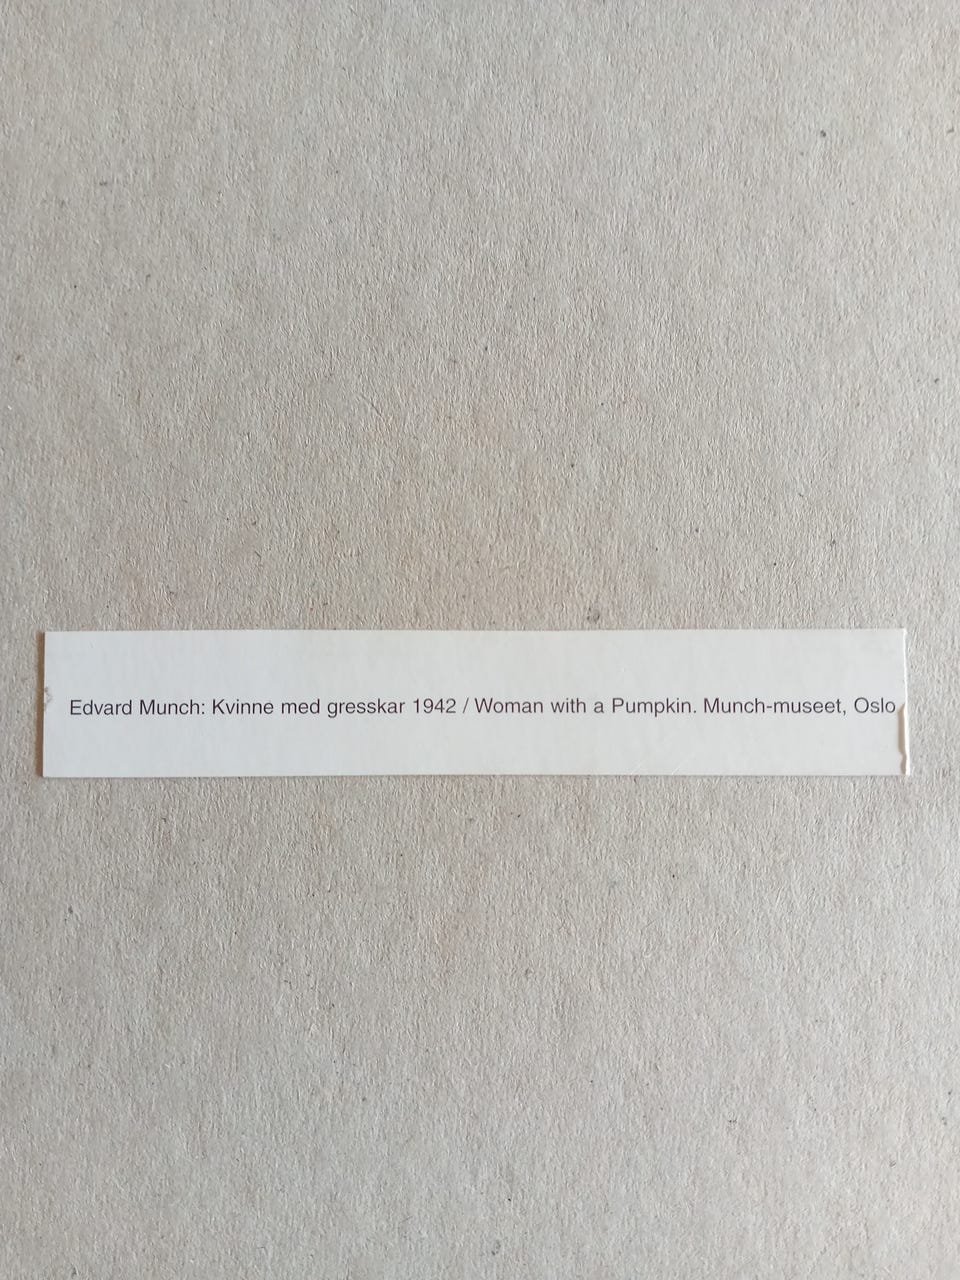 Edvard Munch: Kvinne med gresskar 1942 / Woman with a Pumpkin. Munch-museet, Oslo